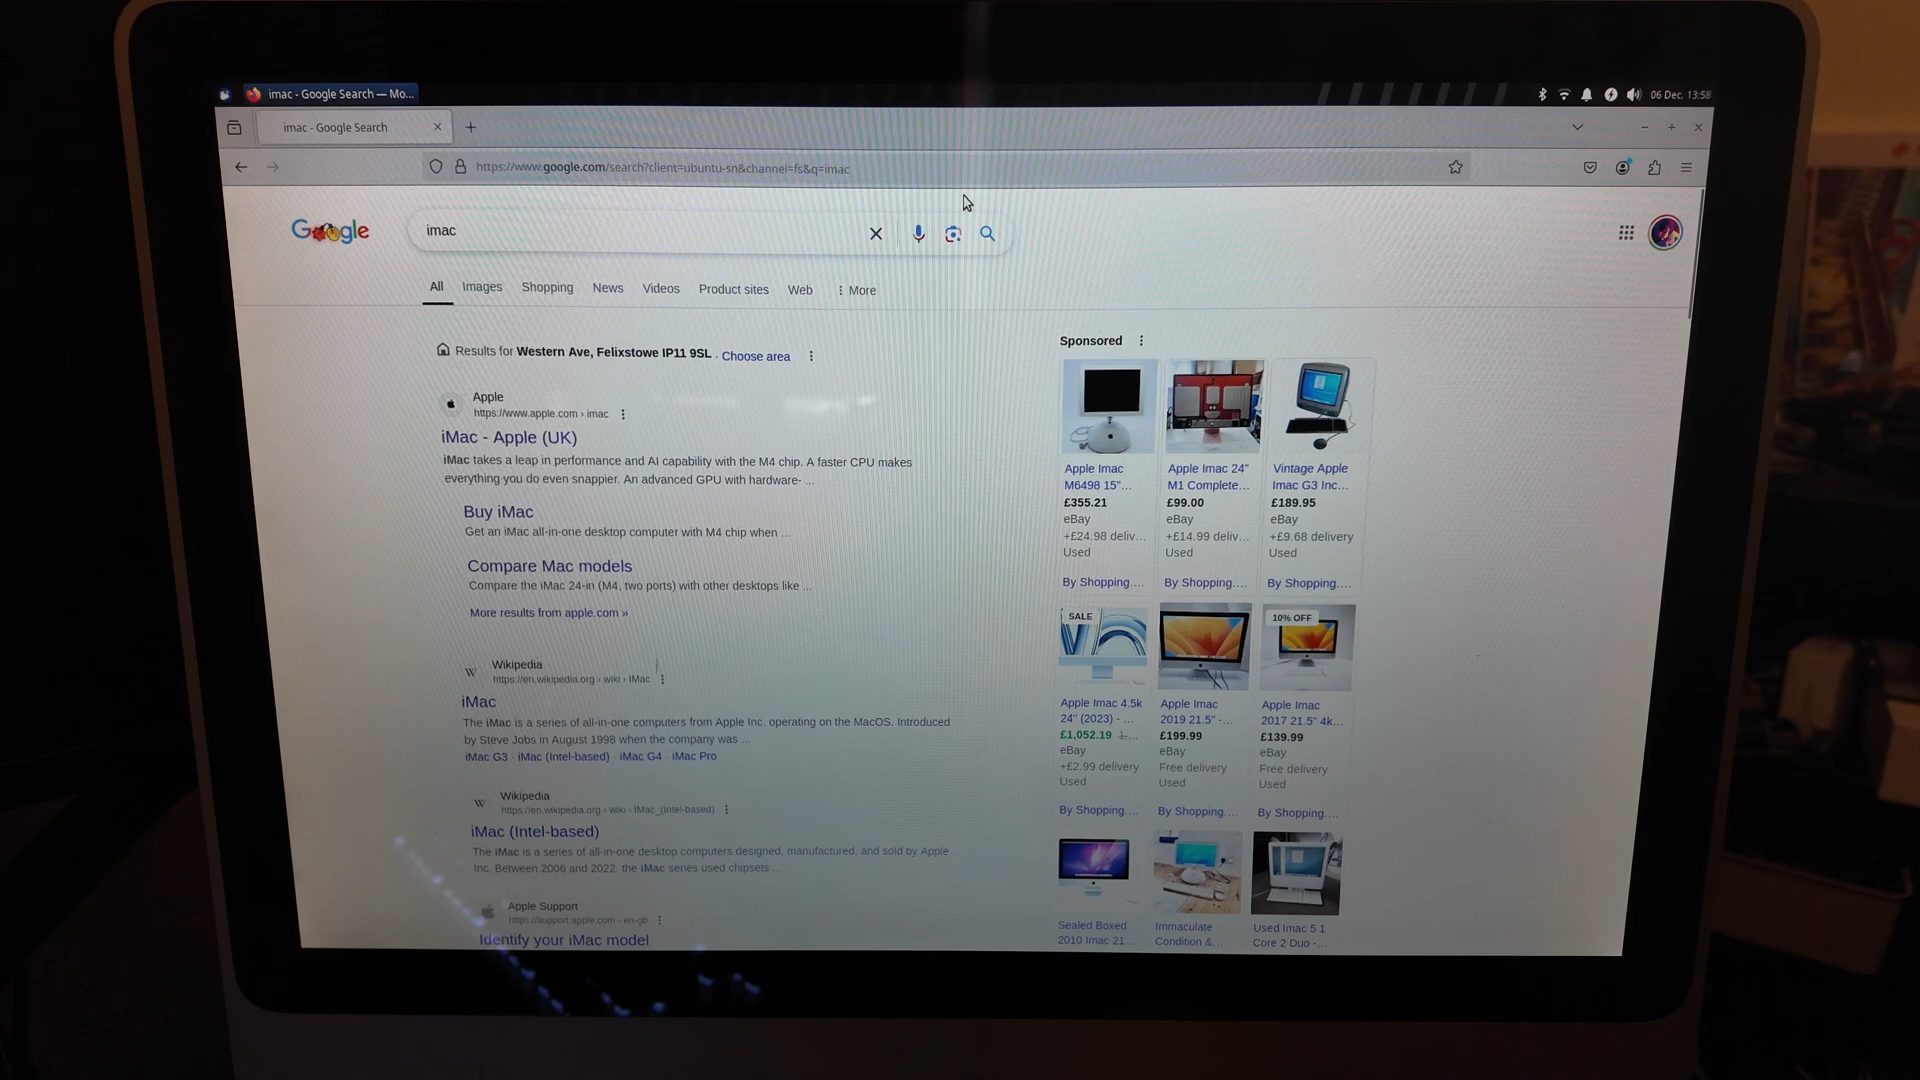 imac - Google Search — Mo...
06 Dec, 13:58
imac - Google Search
https://www.google.com/search?client=ubuntu-sn&channel=fs&q=imac
Google
imac
All Images Shopping News Videos Product sites Web More
Results for Western Ave, Felixstowe IP11 9SL · Choose area
Apple
https://www.apple.com › imac
iMac - Apple (UK)
iMac takes a leap in performance and AI capability with the M4 chip. A faster CPU makes
everything you do even snappier. An advanced GPU with hardware- ...
Buy iMac
Get an iMac all-in-one desktop computer with M4 chip when ...
Compare Mac models
Compare the iMac 24-in (M4, two ports) with other desktops like ...
More results from apple.com »
Wikipedia
https://en.wikipedia.org › wiki › IMac
iMac
The iMac is a series of all-in-one computers from Apple Inc. operating on the MacOS. Introduced
by Steve Jobs in August 1998 when the company was ...
iMac G3 · iMac (Intel-based) · iMac G4 · iMac Pro
Wikipedia
https://en.wikipedia.org › wiki › IMac_(Intel-based)
iMac (Intel-based)
The iMac is a series of all-in-one desktop computers designed, manufactured, and sold by Apple
Inc. Between 2006 and 2022, the iMac series used chipsets ...
Apple Support
https://support.apple.com › en-gb
Identify your iMac model
Sponsored
Apple Imac
M6498 15"...
£355.21
eBay
+£24.98 deliv...
Used
By Shopping....
Apple Imac 24"
M1 Complete...
£99.00
eBay
+£14.99 deliv...
Used
By Shopping....
Vintage Apple
Imac G3 Inc...
£189.95
eBay
+£9.68 delivery
Used
By Shopping....
SALE
Apple Imac 4.5k
24" (2023) - ...
£1,052.19
eBay
+£2.99 delivery
Used
By Shopping....
Apple Imac
2019 21.5" -...
£199.99
eBay
Free delivery
Used
By Shopping....
10% OFF
Apple Imac
2017 21.5" 4k...
£139.99
eBay
Free delivery
Used
By Shopping....
Sealed Boxed
2010 Imac 21...
Immaculate
Condition &...
Used Imac 5 1
Core 2 Duo -...